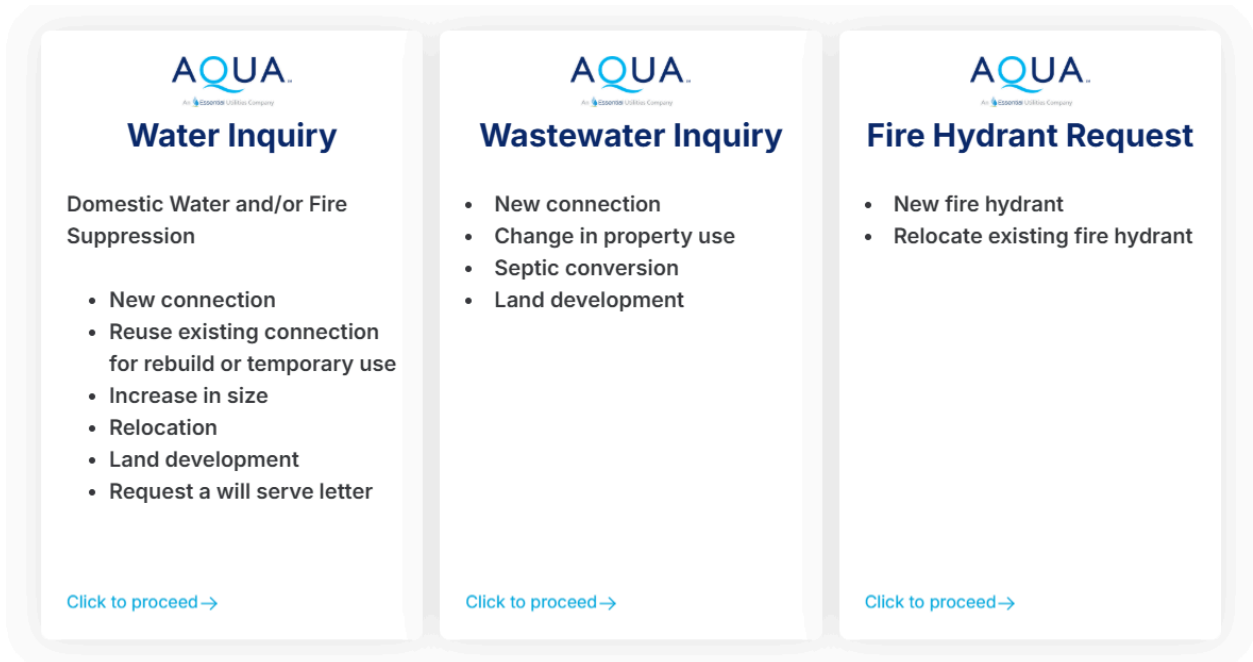 AQUA
An Essential Utilities Company
Water Inquiry
Domestic Water and/or Fire
Suppression
• New connection
• Reuse existing connection
for rebuild or temporary use
• Increase in size
• Relocation
• Land development
• Request a will serve letter
Click to proceed→
AQUA
An Essential Utilities Company
Wastewater Inquiry
• New connection
• Change in property use
• Septic conversion
• Land development
Click to proceed→
AQUA
An Essential Utilities Company
Fire Hydrant Request
• New fire hydrant
• Relocate existing fire hydrant
Click to proceed→